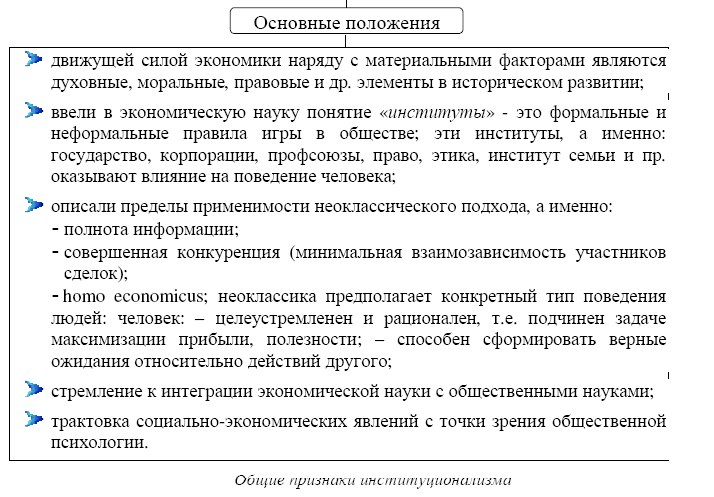 Основные положения
движущей силой экономики наряду с материальными факторами являются
духовные, моральные, правовые и др. элементы в историческом развитии;
ввели в экономическую науку понятие «институты» - это формальные и
неформальные правила игры в обществе; эти институты, а именно:
государство, корпорации, профсоюзы, право, этика, институт семьи и пр.
оказывают влияние на поведение человека;
описали пределы применимости неоклассического подхода, а именно:
- полнота информации;
- совершенная конкуренция (минимальная взаимозависимость участников
сделок);
- homo economicus; неоклассика предполагает конкретный тип поведения
людей: человек: – целеустремленен и рационален, т.е. подчинен задаче
максимизации прибыли, полезности; – способен сформировать верные
ожидания относительно действий другого;
стремление к интеграции экономической науки с общественными науками;
трактовка социально-экономических явлений с точки зрения общественной
психологии.
Общие признаки институционализма